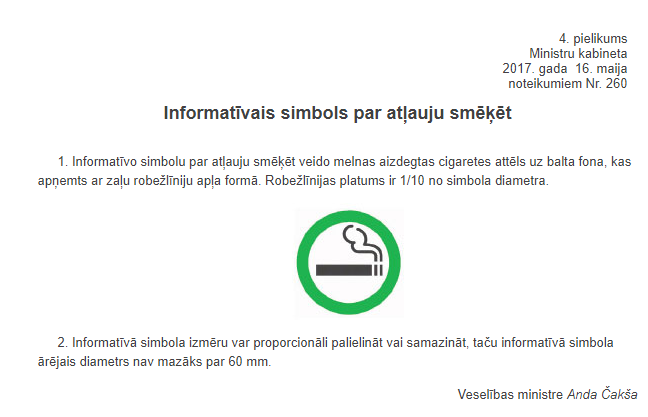 4. pielikums
Ministru kabineta
2017. gada  16. maija
noteikumiem Nr. 260
Informatīvais simbols par atļauju smēķēt
1. Informatīvo simbolu par atļauju smēķēt veido melnas aizdegtas cigaretes attēls uz balta fona, kas
apņemts ar zaļu robežlīniju apļa formā. Robežlīnijas platums ir 1/10 no simbola diametra.
2. Informatīvā simbola izmēru var proporcionāli palielināt vai samazināt, taču informatīvā simbola
ārējais diametrs nav mazāks par 60 mm.
Veselības ministre Anda Čakša